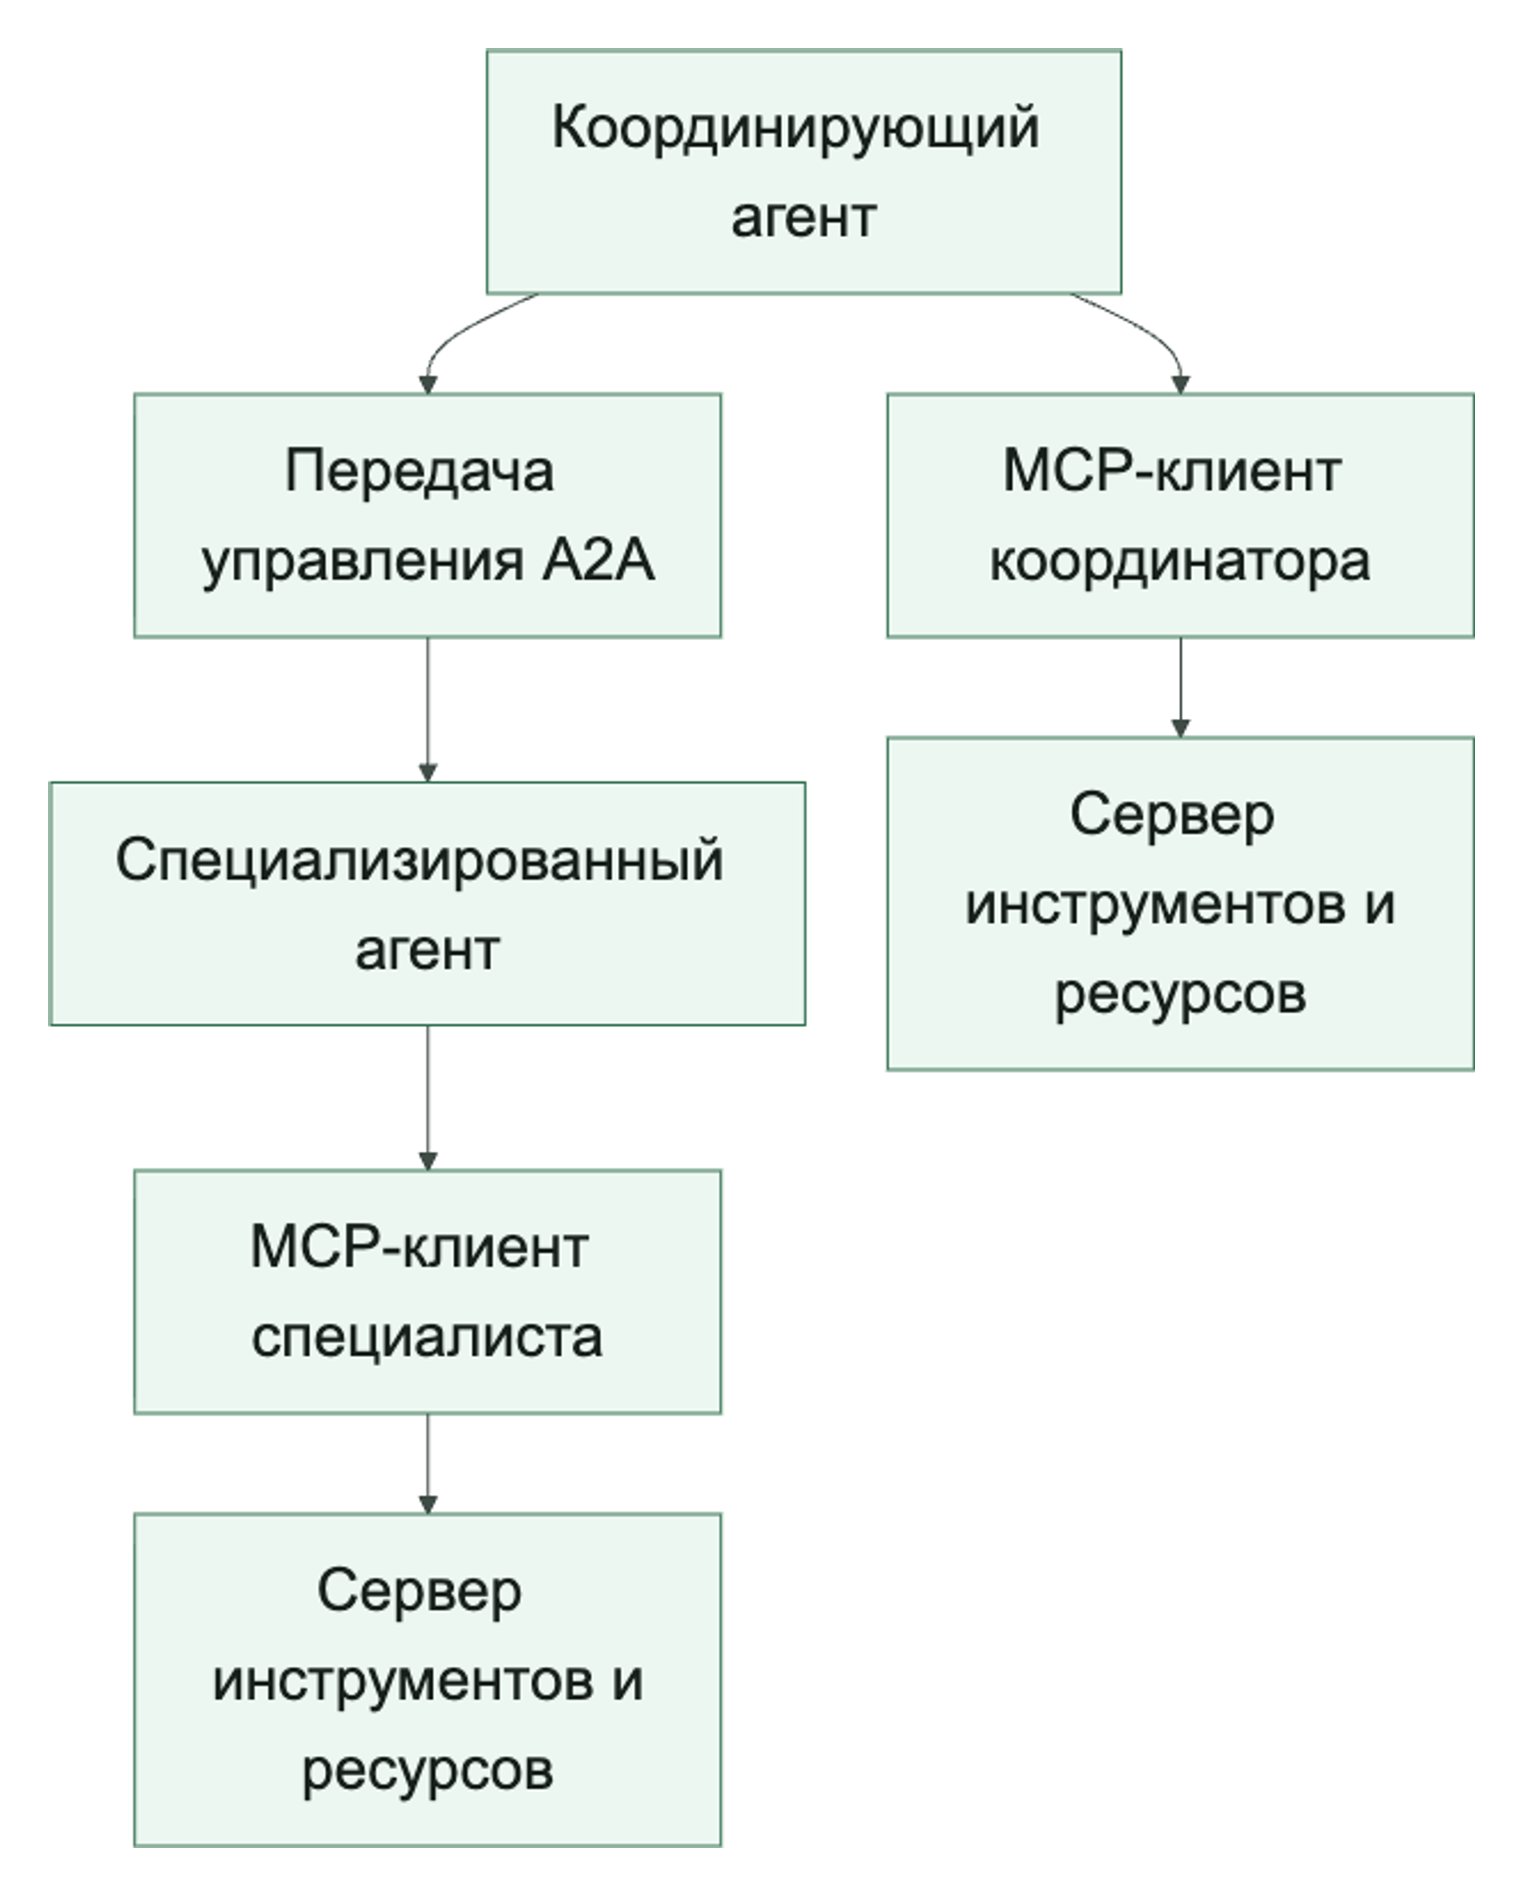 Координирующий
агент
Передача
управления A2A
MCP-клиент
координатора
Специализированный
агент
Сервер
инструментов и
ресурсов
MCP-клиент
специалиста
Сервер
инструментов и
ресурсов